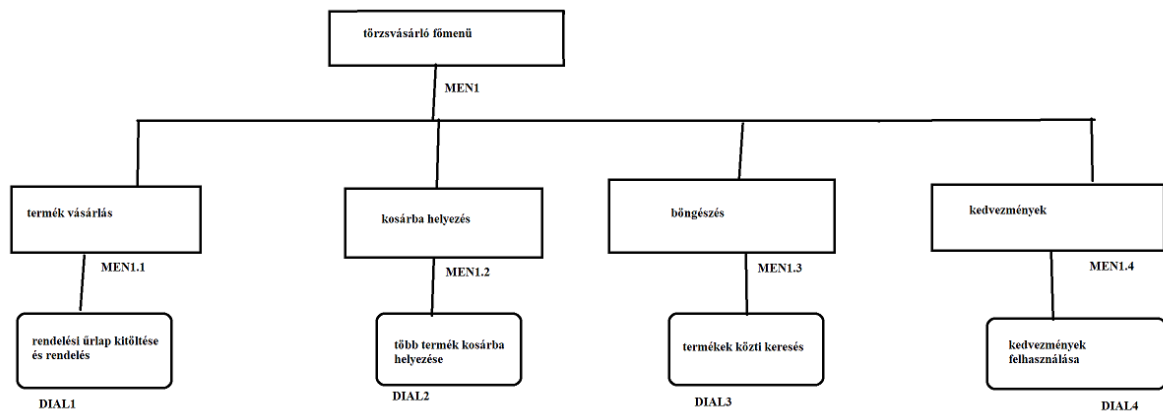 törzsvásárló főmenü
MEN1
termék vásárlás
kosárba helyezés
böngészés
kedvezmények
MEN1.1
MEN1.2
MEN1.3
MEN1.4
rendelési űrlap kitöltése
és rendelés
több termék kosárba
helyezése
termékek közti keresés
kedvezmények
felhasználása
DIAL1
DIAL2
DIAL3
DIAL4